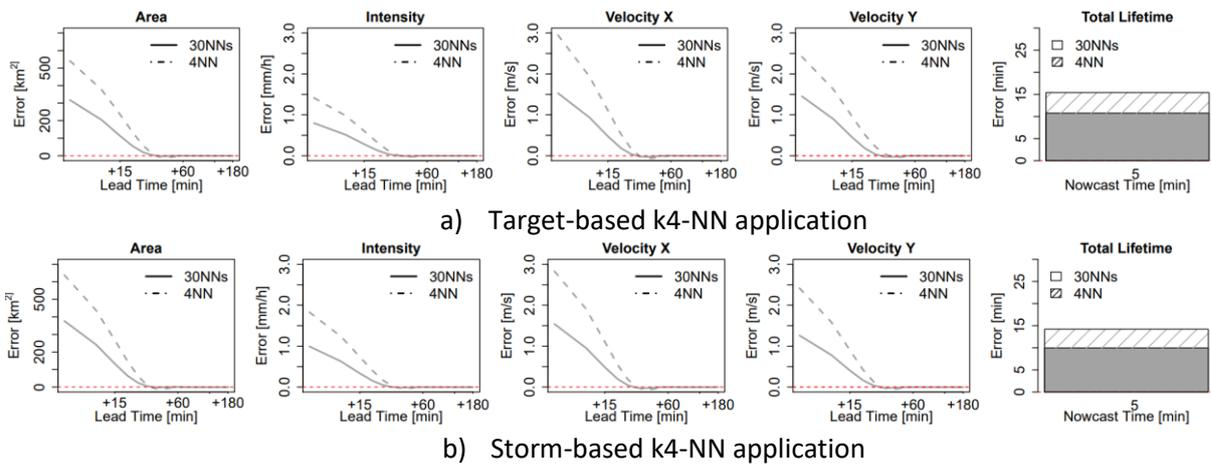 Area
Error [km²]
500
200
0
30NNs
4NN
+15 +60 +180
Lead Time [min]
Intensity
Error [mm/h]
3.0
2.0
1.0
0.0
30NNs
4NN
+15 +60 +180
Lead Time [min]
Velocity X
Error [m/s]
3.0
2.0
1.0
0.0
30NNs
4NN
+15 +60 +180
Lead Time [min]
Velocity Y
Error [m/s]
3.0
2.0
1.0
0.0
30NNs
4NN
+15 +60 +180
Lead Time [min]
Total Lifetime
Error [min]
25
15
5
0
30NNs
4NN
5
Nowcast Time [min]
a) Target-based k4-NN application
Area
Error [km²]
500
200
0
30NNs
4NN
+15 +60 +180
Lead Time [min]
Intensity
Error [mm/h]
3.0
2.0
1.0
0.0
30NNs
4NN
+15 +60 +180
Lead Time [min]
Velocity X
Error [m/s]
3.0
2.0
1.0
0.0
30NNs
4NN
+15 +60 +180
Lead Time [min]
Velocity Y
Error [m/s]
3.0
2.0
1.0
0.0
30NNs
4NN
+15 +60 +180
Lead Time [min]
Total Lifetime
Error [min]
25
15
5
0
30NNs
4NN
5
Nowcast Time [min]
b) Storm-based k4-NN application